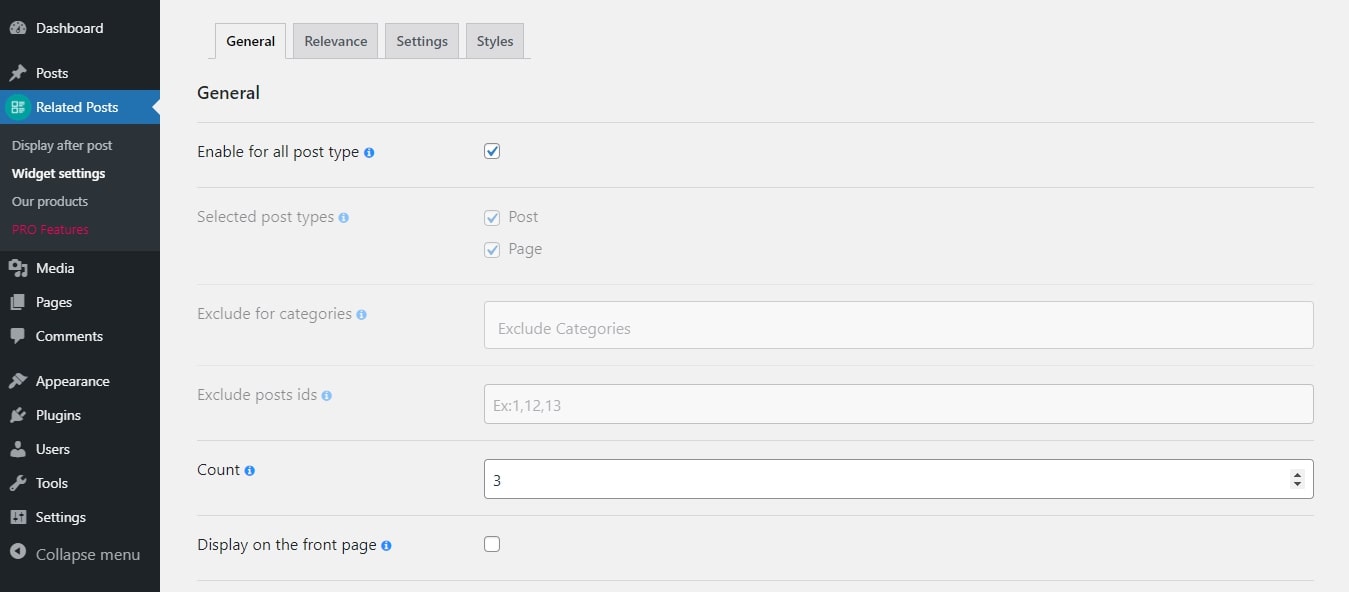 Dashboard
Posts
Related Posts
Display after post
Widget settings
Our products
PRO Features
Media
Pages
Comments
Appearance
Plugins
Users
Tools
Settings
Collapse menu
General Relevance Settings Styles
General
Enable for all post type
Selected post types Post
Page
Exclude for categories Exclude Categories
Exclude posts ids Ex:1,12,13
Count 3
Display on the front page